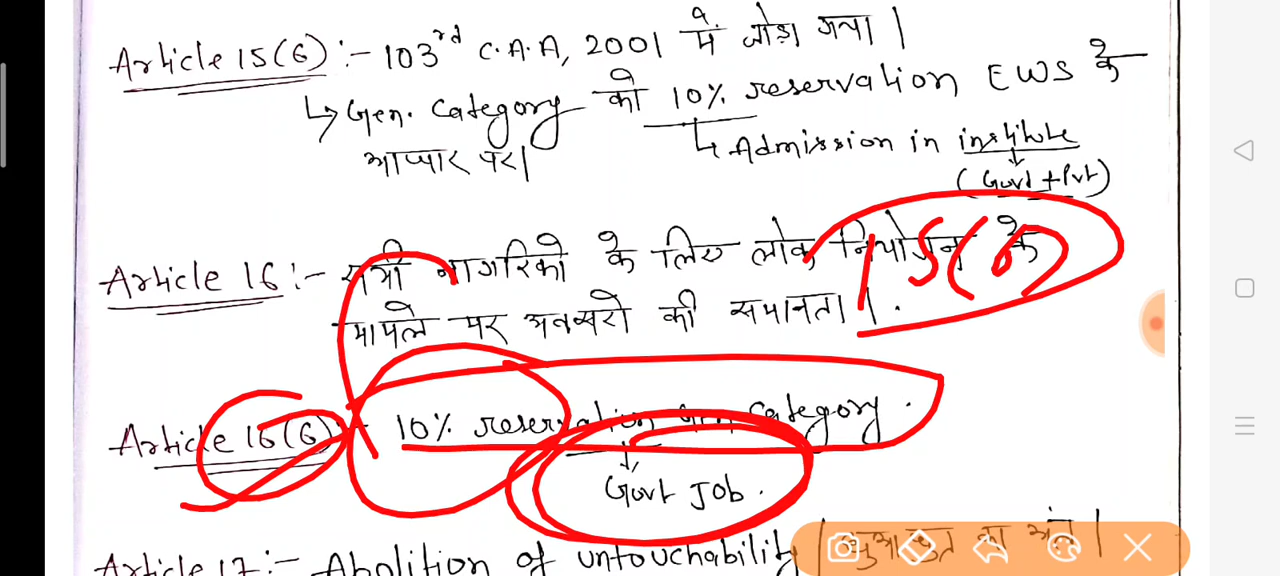 Article 15(6) :- 103rd C.A.A, 2001 में जोड़ा गया |
↳ Gen. Category को 10% reservation EWS के
आधार पर|
↳ Admission in institute
(Govt + Pvt)
Article 16 :- सभी नागरिको के लिए लोक नियोजन के
मामले पर अवसरो की समानता |
15(6)
Article 16(6) :- 10% reservation Gen Category .
Govt Job .
Article 17 :- Abolition of untouchability | छुआछूत का अंत |